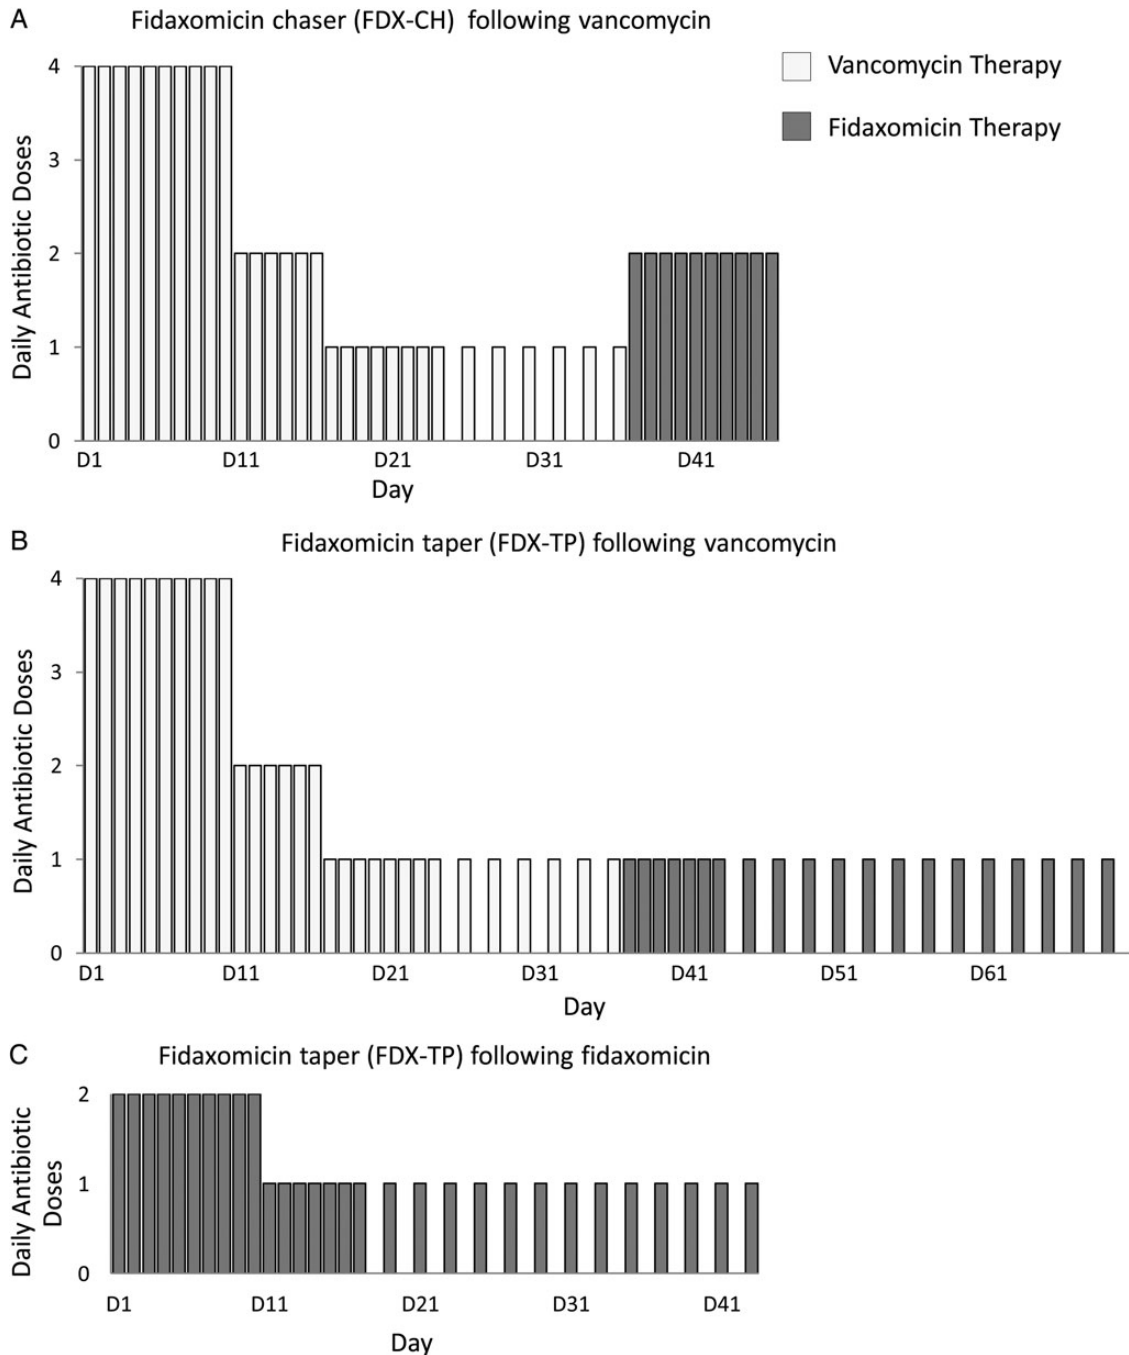 A
Fidaxomicin chaser (FDX-CH) following vancomycin
Vancomycin Therapy
Fidaxomicin Therapy
Daily Antibiotic Doses
4
3
2
1
0
D1 D11 D21 D31 D41
Day
B
Fidaxomicin taper (FDX-TP) following vancomycin
Daily Antibiotic Doses
4
3
2
1
0
D1 D11 D21 D31 D41 D51 D61
Day
C
Fidaxomicin taper (FDX-TP) following fidaxomicin
Daily Antibiotic
Doses
2
1
0
D1 D11 D21 D31 D41
Day